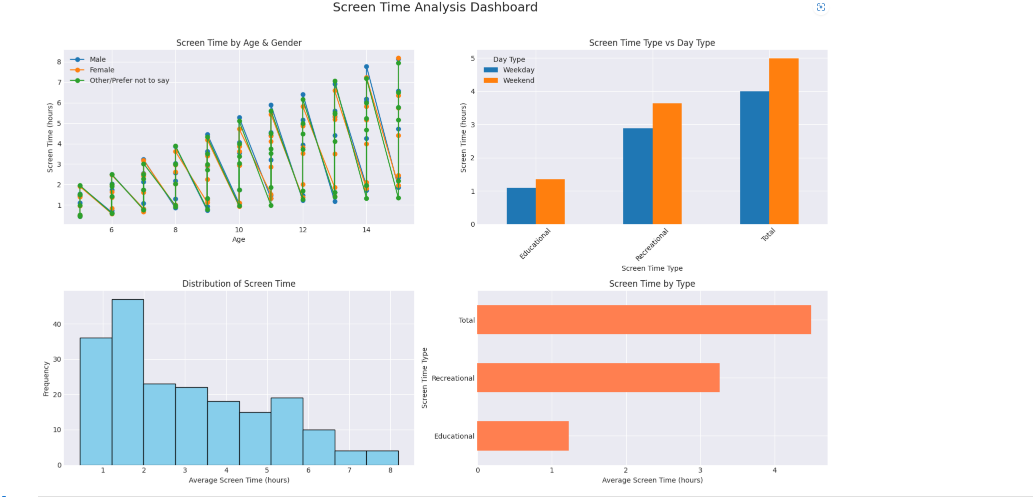 Screen Time Analysis Dashboard
Screen Time by Age & Gender
Male
Female
Other/Prefer not to say
Screen Time (hours)
8
7
6
5
4
3
2
1
6 8 10 12 14
Age
Screen Time Type vs Day Type
Day Type
Weekday
Weekend
Screen Time (hours)
5
4
3
2
1
0
Educational
Recreational
Total
Screen Time Type
Distribution of Screen Time
Frequency
40
30
20
10
0
1 2 3 4 5 6 7 8
Average Screen Time (hours)
Screen Time by Type
Screen Time Type
Total
Recreational
Educational
0 1 2 3 4
Average Screen Time (hours)